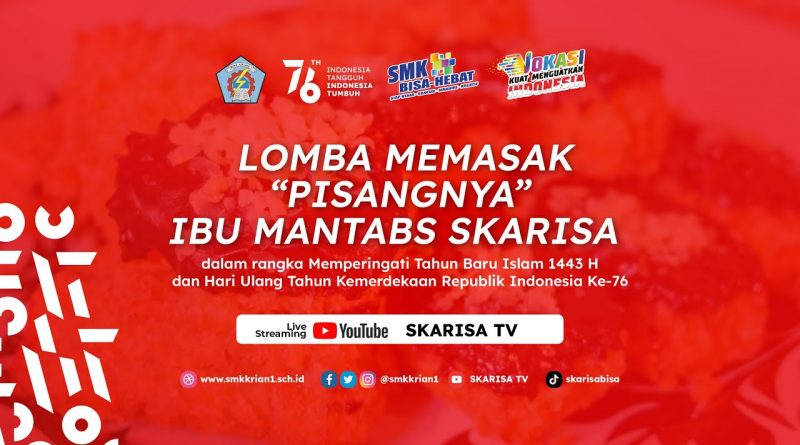 76TH
INDONESIA
TANGGUH
INDONESIA
TUMBUH
SMK
BISA-HEBAT
VOKASI
KUAT MENGUATKAN
INDONESIA
LOMBA MEMASAK
“PISANGNYA”
IBU MANTABS SKARISA
dalam rangka Memperingati Tahun Baru Islam 1443 H
dan Hari Ulang Tahun Kemerdekaan Republik Indonesia Ke-76
Live
Streaming
YouTube
SKARISA TV
www.smkkrian1.sch.id
@smkkrian1
SKARISA TV
skarisabisa